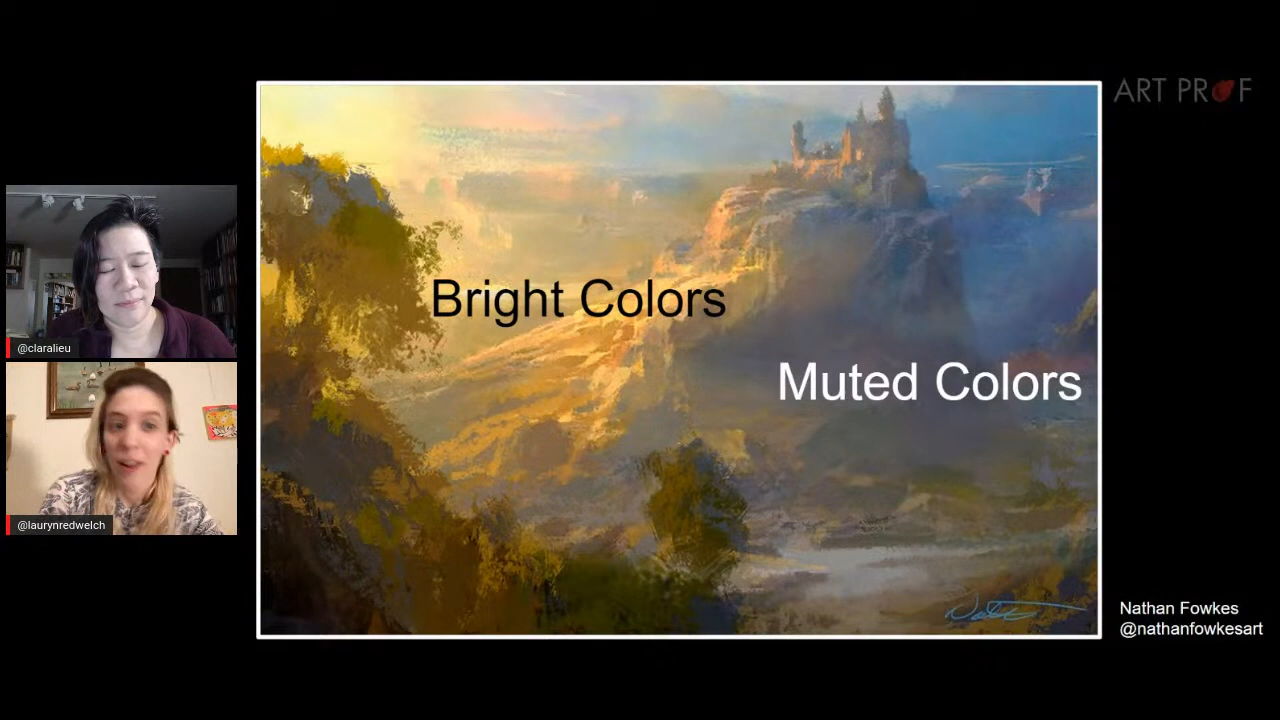 ART PROF
@claralieu
@laurynredwelch
Bright Colors
Muted Colors
Nathan Fowkes
@nathanfowkesart